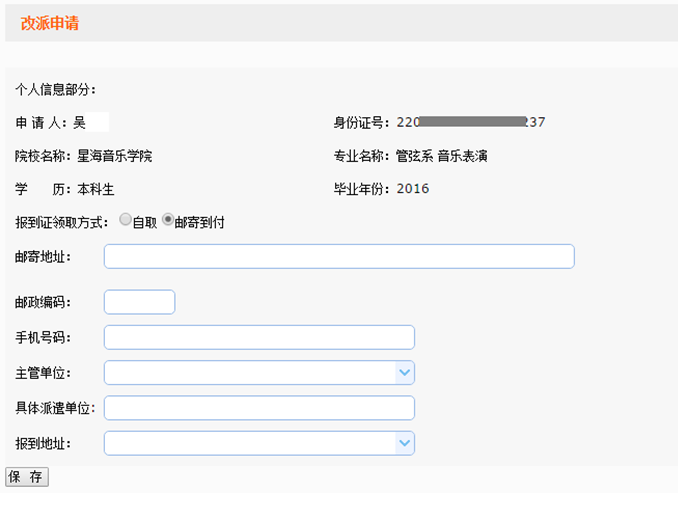 改派申请
个人信息部分：
申 请 人：吴 身份证号：220 237
院校名称：星海音乐学院 专业名称：管弦系 音乐表演
学 历：本科生 毕业年份：2016
报到证领取方式： 自取 邮寄到付
邮寄地址：
邮政编码：
手机号码：
主管单位：
具体派遣单位：
报到地址：
保 存